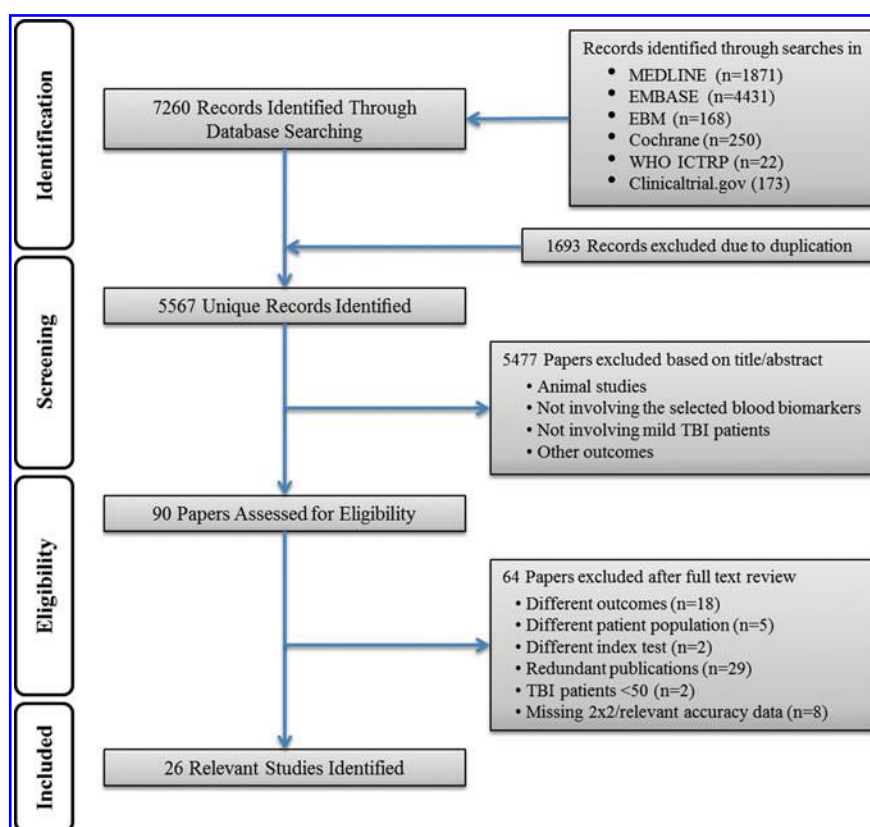 Identification
Records identified through searches in
• MEDLINE (n=1871)
• EMBASE (n=4431)
• EBM (n=168)
• Cochrane (n=250)
• WHO ICTRP (n=22)
• Clinicaltrial.gov (173)
7260 Records Identified Through
Database Searching
1693 Records excluded due to duplication
Screening
5567 Unique Records Identified
5477 Papers excluded based on title/abstract
• Animal studies
• Not involving the selected blood biomarkers
• Not involving mild TBI patients
• Other outcomes
Eligibility
90 Papers Assessed for Eligibility
64 Papers excluded after full text review
• Different outcomes (n=18)
• Different patient population (n=5)
• Different index test (n=2)
• Redundant publications (n=29)
• TBI patients <50 (n=2)
• Missing 2x2/relevant accuracy data (n=8)
Included
26 Relevant Studies Identified